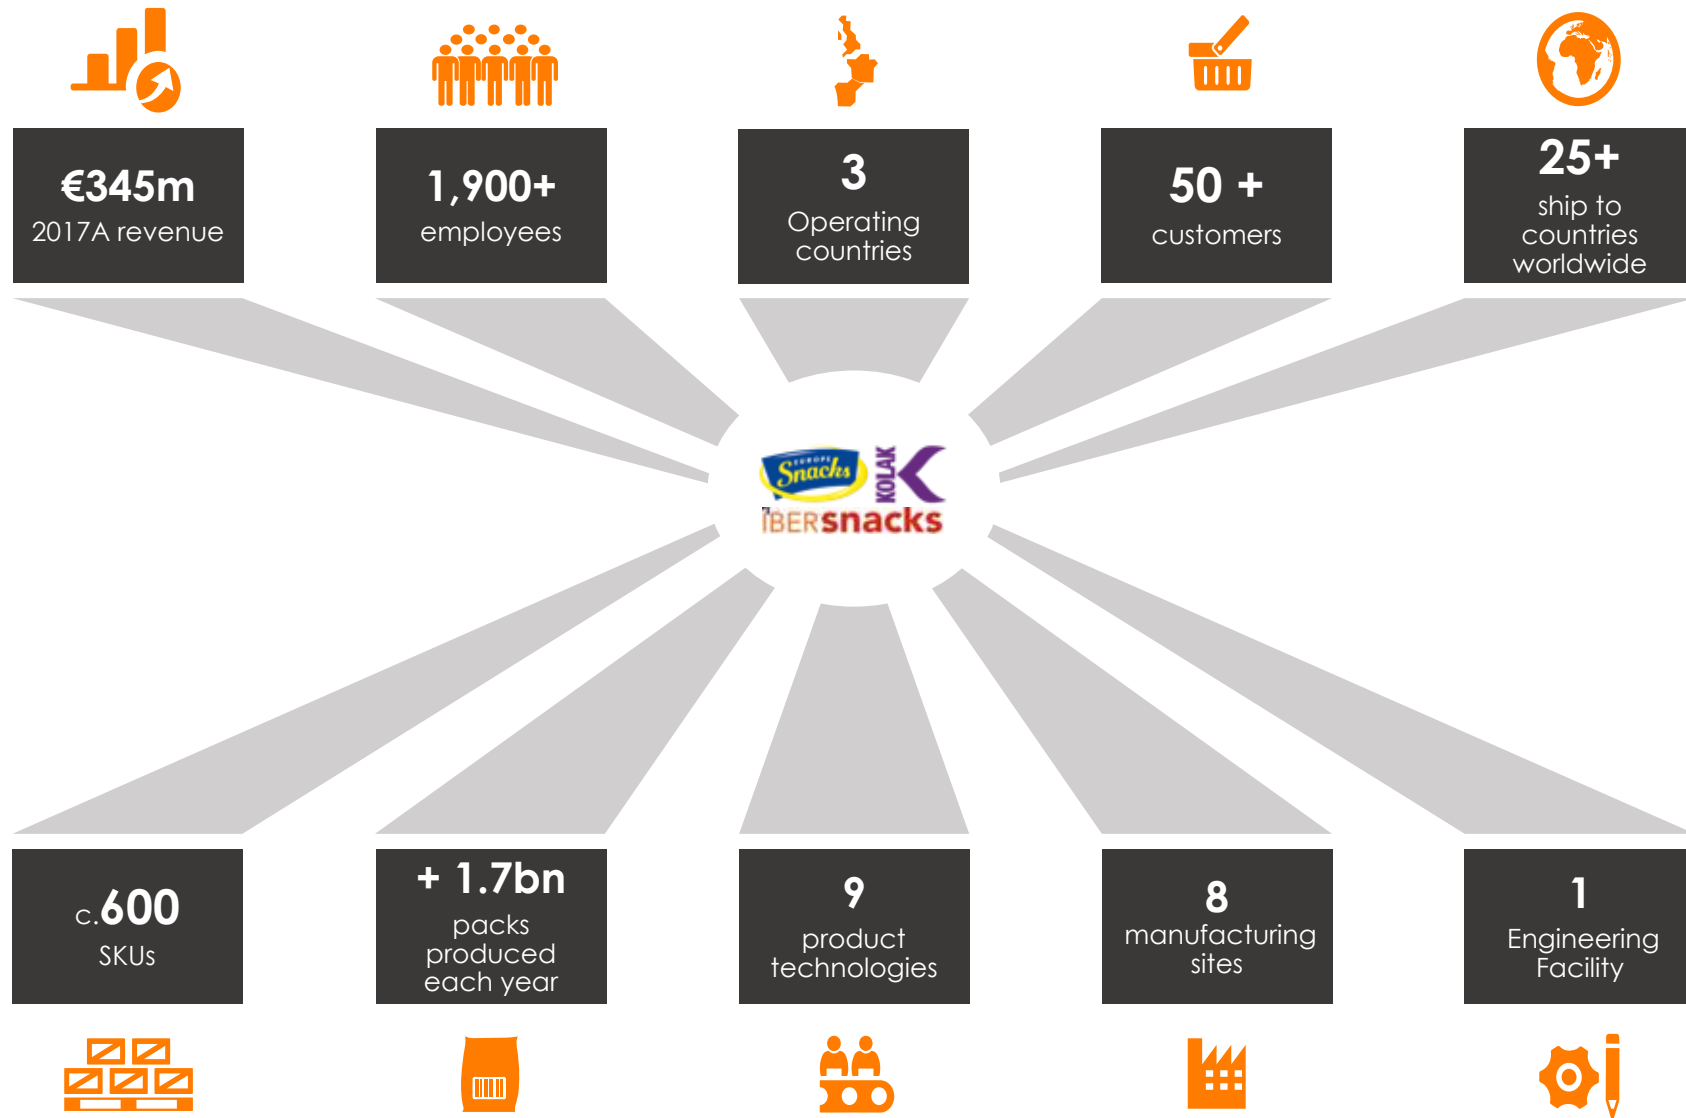 €345m
2017A revenue
1,900+
employees
3
Operating
countries
50 +
customers
25+
ship to
countries
worldwide
EUROPE
Snacks
KOLAK
IBERsnacks
c.600
SKUs
+ 1.7bn
packs
produced
each year
9
product
technologies
8
manufacturing
sites
1
Engineering
Facility